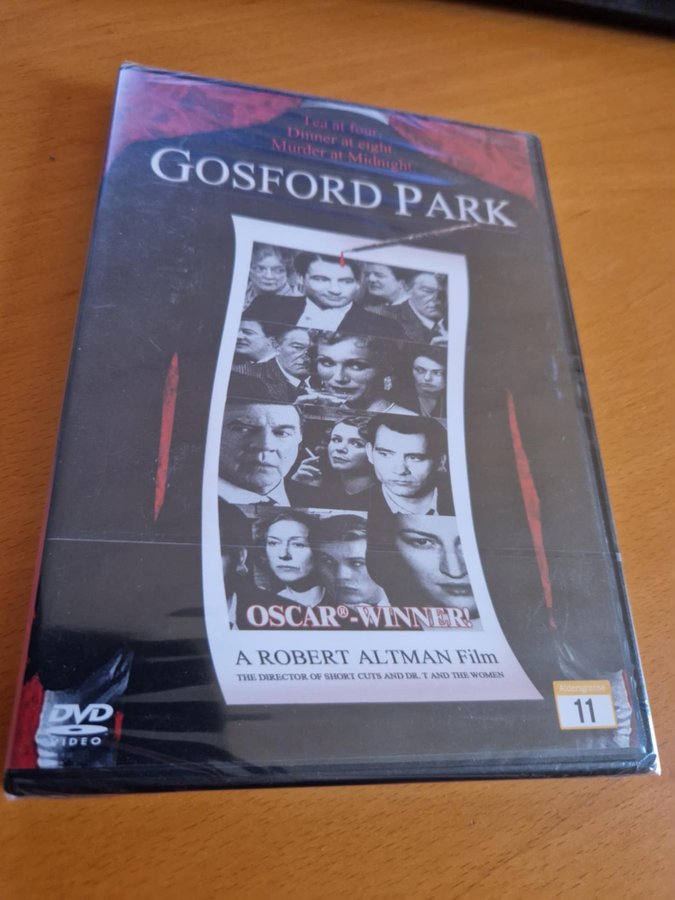 Tea at four.
Dinner at eight.
Murder at Midnight.
GOSFORD PARK
OSCAR®-WINNER!
A ROBERT ALTMAN Film
THE DIRECTOR OF SHORT CUTS AND DR. T AND THE WOMEN
DVD
VIDEO
Aldersgrense
11